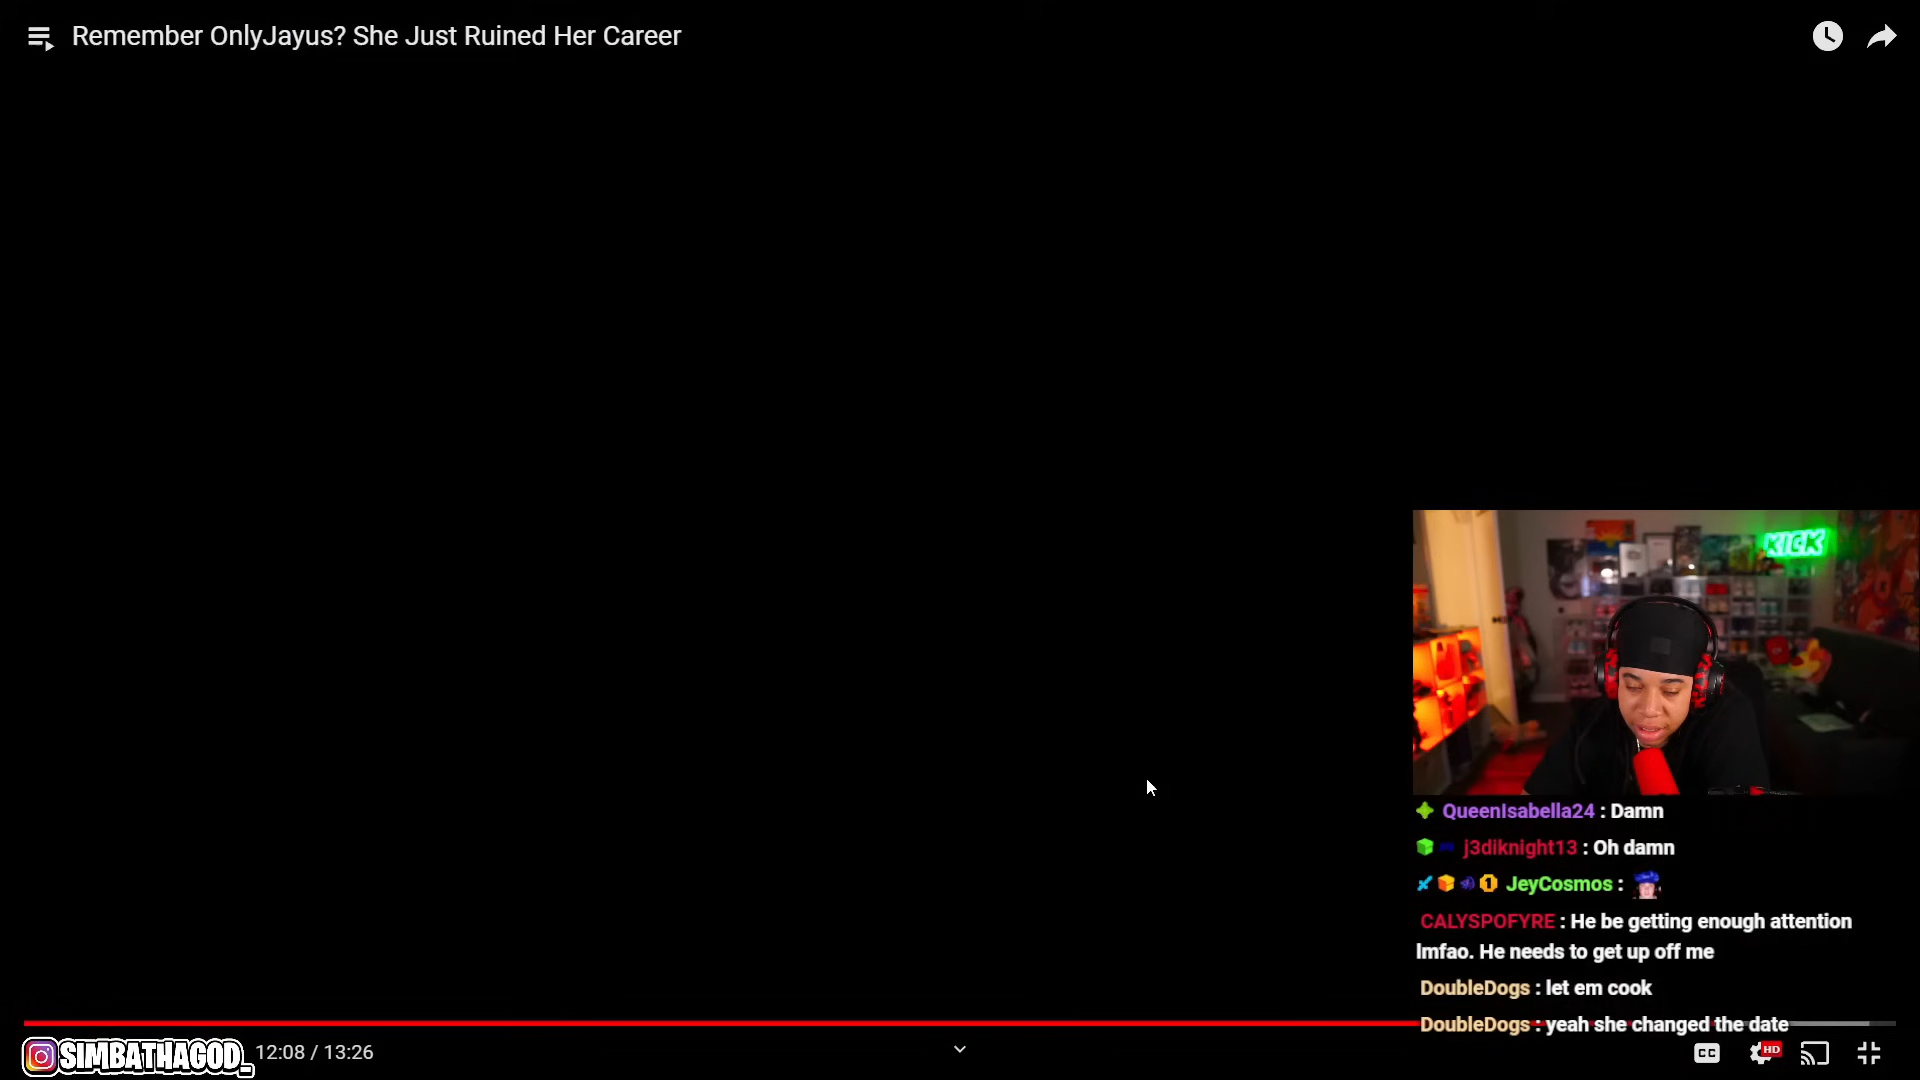 Remember OnlyJayus? She Just Ruined Her Career
KICK
QueenIsabella24 : Damn
j3diknight13 : Oh damn
1 JeyCosmos :
CALYSPOFYRE : He be getting enough attention
lmfao. He needs to get up off me
DoubleDogs : let em cook
DoubleDogs : yeah she changed the date
SIMBATHAGOD_ 12:08 / 13:26
CC HD